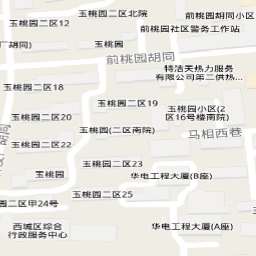 玉桃园二区北院
前桃园胡同小区
前桃园社区警务工作站
厂胡同)
玉桃园
前桃园胡同
特洁天热力服务
有限公司第二供热...
玉桃园二区18
玉桃园二区19
玉桃园小区(2
区16号楼南院)
玉桃园二区20
玉桃园(二区南院)
马相西巷
胡同
玉桃园二区22
玉桃园二区23
玉桃园
华电工程大厦(B座)
园二区甲24号
玉桃园二区25
西城区综合
行政服务中心
华电工程大厦(A座)